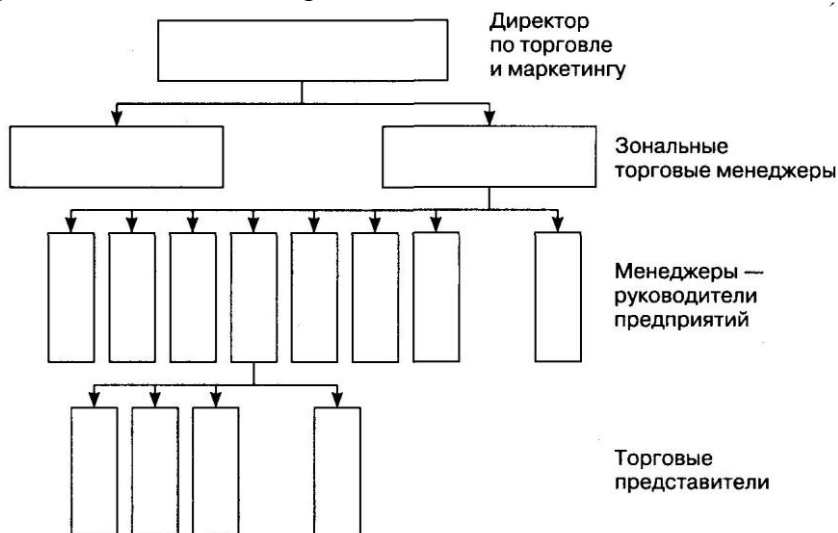 Директор
по торговле
и маркетингу
Зональные
торговые менеджеры
Менеджеры —
руководители
предприятий
Торговые
представители